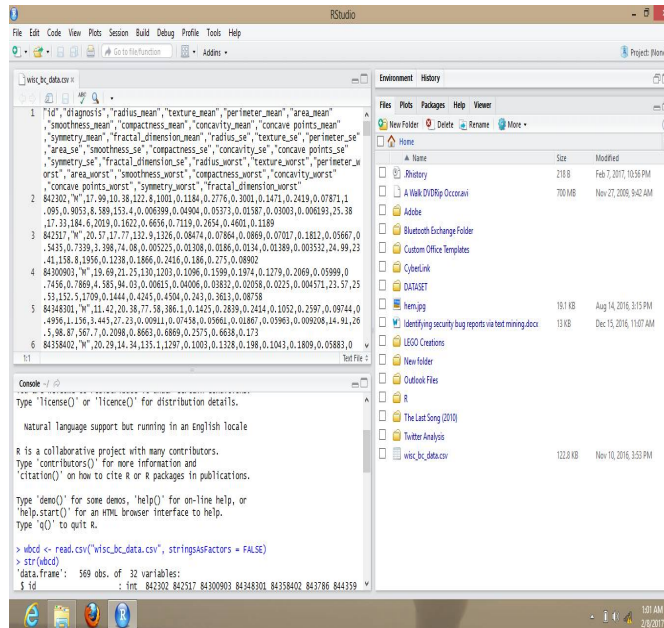 RStudio
File Edit Code View Plots Session Build Debug Profile Tools Help
Go to file/function Addins
Project: (None
wisc_bc_data.csv
1 "id","diagnosis","radius_mean","texture_mean","perimeter_mean","area_mean"
,"smoothness_mean","compactness_mean","concavity_mean","concave points_mean"
,"symmetry_mean","fractal_dimension_mean","radius_se","texture_se","perimeter_se"
,"area_se","smoothness_se","compactness_se","concavity_se","concave points_se"
,"symmetry_se","fractal_dimension_se","radius_worst","texture_worst","perimeter_w
orst","area_worst","smoothness_worst","compactness_worst","concavity_worst"
,"concave points_worst","symmetry_worst","fractal_dimension_worst"
2 842302,"M",17.99,10.38,122.8,1001,0.1184,0.2776,0.3001,0.1471,0.2419,0.07871,1
.095,0.9053,8.589,153.4,0.006399,0.04904,0.05373,0.01587,0.03003,0.006193,25.38
,17.33,184.6,2019,0.1622,0.6656,0.7119,0.2654,0.4601,0.1189
3 842517,"M",20.57,17.77,132.9,1326,0.08474,0.07864,0.0869,0.07017,0.1812,0.05667,0
.5435,0.7339,3.398,74.08,0.005225,0.01308,0.0186,0.0134,0.01389,0.003532,24.99,23
.41,158.8,1956,0.1238,0.1866,0.2416,0.186,0.275,0.08902
4 84300903,"M",19.69,21.25,130,1203,0.1096,0.1599,0.1974,0.1279,0.2069,0.05999,0
.7456,0.7869,4.585,94.03,0.00615,0.04006,0.03832,0.02058,0.0225,0.004571,23.57,25
.53,152.5,1709,0.1444,0.4245,0.4504,0.243,0.3613,0.08758
5 84348301,"M",11.42,20.38,77.58,386.1,0.1425,0.2839,0.2414,0.1052,0.2597,0.09744,0
.4956,1.156,3.445,27.23,0.00911,0.07458,0.05661,0.01867,0.05963,0.009208,14.91,26
.5,98.87,567.7,0.2098,0.8663,0.6869,0.2575,0.6638,0.173
6 84358402,"M",20.29,14.34,135.1,1297,0.1003,0.1328,0.198,0.1043,0.1809,0.05883,0
1:1 Text File
Console ~/
Type 'license()' or 'licence()' for distribution details.
Natural language support but running in an English locale
R is a collaborative project with many contributors.
Type 'contributors()' for more information and
'citation()' on how to cite R or R packages in publications.
Type 'demo()' for some demos, 'help()' for on-line help, or
'help.start()' for an HTML browser interface to help.
Type 'q()' to quit R.
> wbcd <- read.csv("wisc_bc_data.csv", stringsAsFactors = FALSE)
> str(wbcd)
'data.frame': 569 obs. of 32 variables:
$ id : int 842302 842517 84300903 84348301 84358402 843786 844359
Environment History
Files Plots Packages Help Viewer
New Folder Delete Rename More
Home
Name Size Modified
.Rhistory 218 B Feb 7, 2017, 10:56 PM
A Walk DVDRip Occor.avi 700 MB Nov 27, 2009, 9:42 AM
Adobe
Bluetooth Exchange Folder
Custom Office Templates
CyberLink
DATASET
hem.jpg 19.1 KB Aug 14, 2016, 3:15 PM
Identifying security bug reports via text mining.docx 13 KB Dec 15, 2016, 11:07 AM
LEGO Creations
New folder
Outlook Files
R
The Last Song (2010)
Twitter Analysis
wisc_bc_data.csv 122.8 KB Nov 10, 2016, 3:53 PM
1:01 AM
2/8/2017